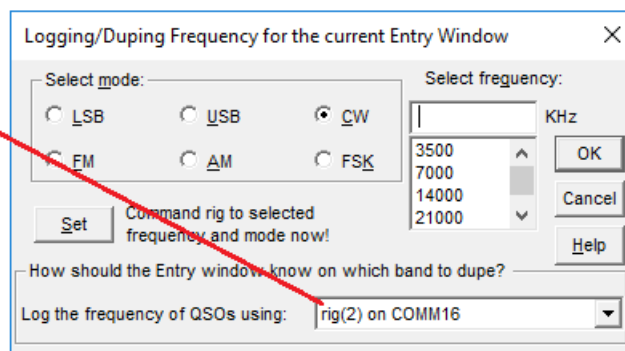 Logging/Duping Frequency for the current Entry Window
Select mode:
Select freguency:
LSB
USB
CW
KHz
FM
AM
FSK
3500
7000
14000
21000
OK
Cancel
Help
Set
Command rig to selected
frequency and mode now!
How should the Entry window know on which band to dupe?
Log the frequency of QSOs using:
rig(2) on COMM16